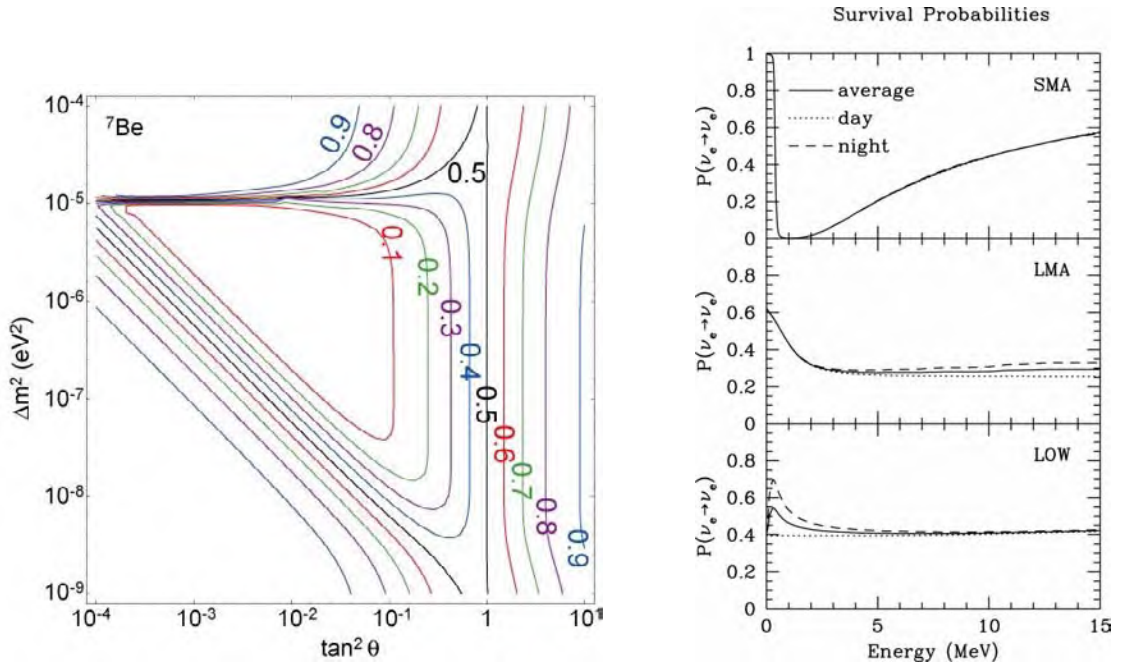 ⁷Be
10⁻⁴
10⁻⁵
10⁻⁶
10⁻⁷
10⁻⁸
10⁻⁹
Δm² (eV²)
0.9
0.8
0.5
0.1
0.2
0.3
0.4
0.5
0.6
0.7
0.8
0.9
10⁻⁴ 10⁻³ 10⁻² 10⁻¹ 1 10¹
tan² θ
Survival Probabilities
1
0.8
0.6
0.4
0.2
0
P(νₑ→νₑ)
SMA
average
day
night
0.8
0.6
0.4
0.2
0
P(νₑ→νₑ)
LMA
0.8
0.6
0.4
0.2
0
P(νₑ→νₑ)
LOW
0 5 10 15
Energy (MeV)